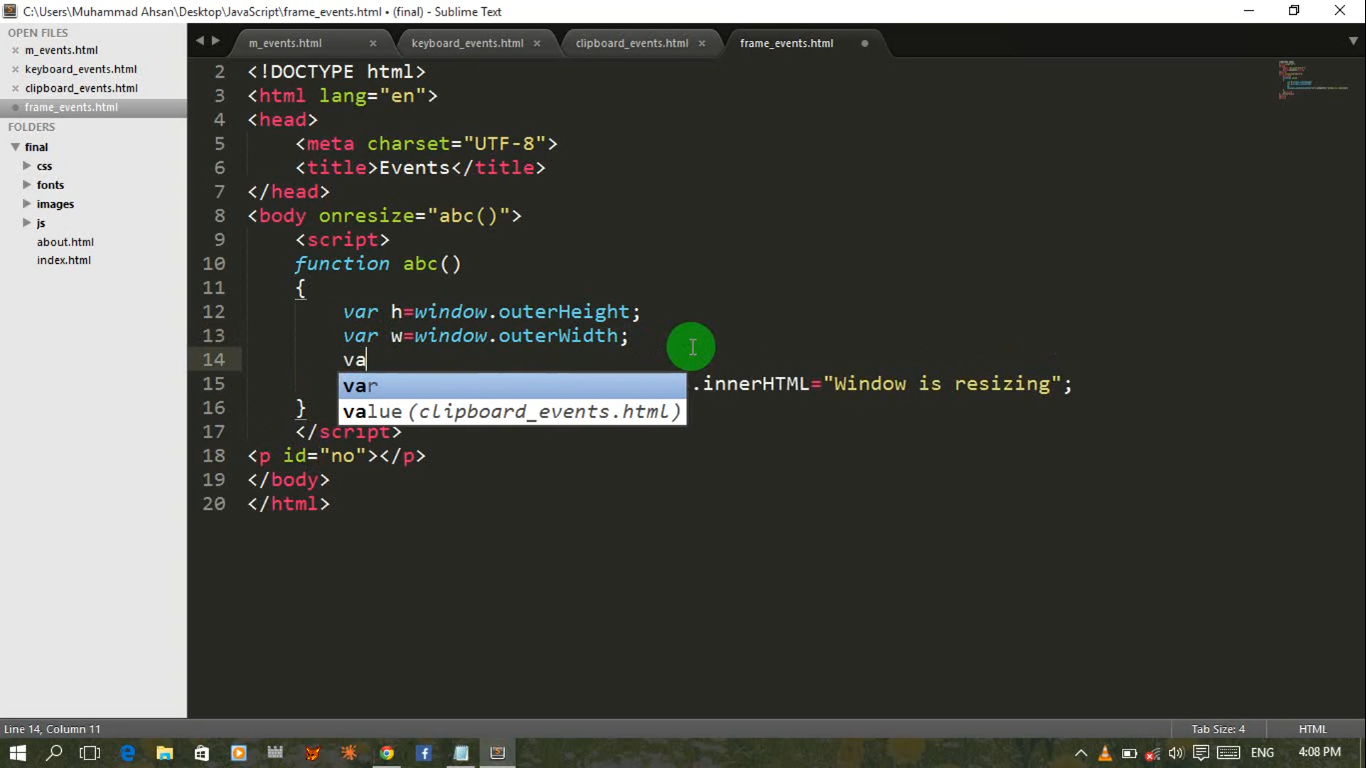 C:\Users\Muhammad Ahsan\Desktop\JavaScript\frame_events.html • (final) - Sublime Text
OPEN FILES
m_events.html
keyboard_events.html
clipboard_events.html
frame_events.html
FOLDERS
final
css
fonts
images
js
about.html
index.html
m_events.html
keyboard_events.html
clipboard_events.html
frame_events.html
2 <!DOCTYPE html>
3 <html lang="en">
4 <head>
5 <meta charset="UTF-8">
6 <title>Events</title>
7 </head>
8 <body onresize="abc()">
9 <script>
10 function abc()
11 {
12 var h=window.outerHeight;
13 var w=window.outerWidth;
14 va
var
value (clipboard_events.html)
15 .innerHTML="Window is resizing";
16 }
17 </script>
18 <p id="no"></p>
19 </body>
20 </html>
Line 14, Column 11
Tab Size: 4
HTML
ENG
4:08 PM